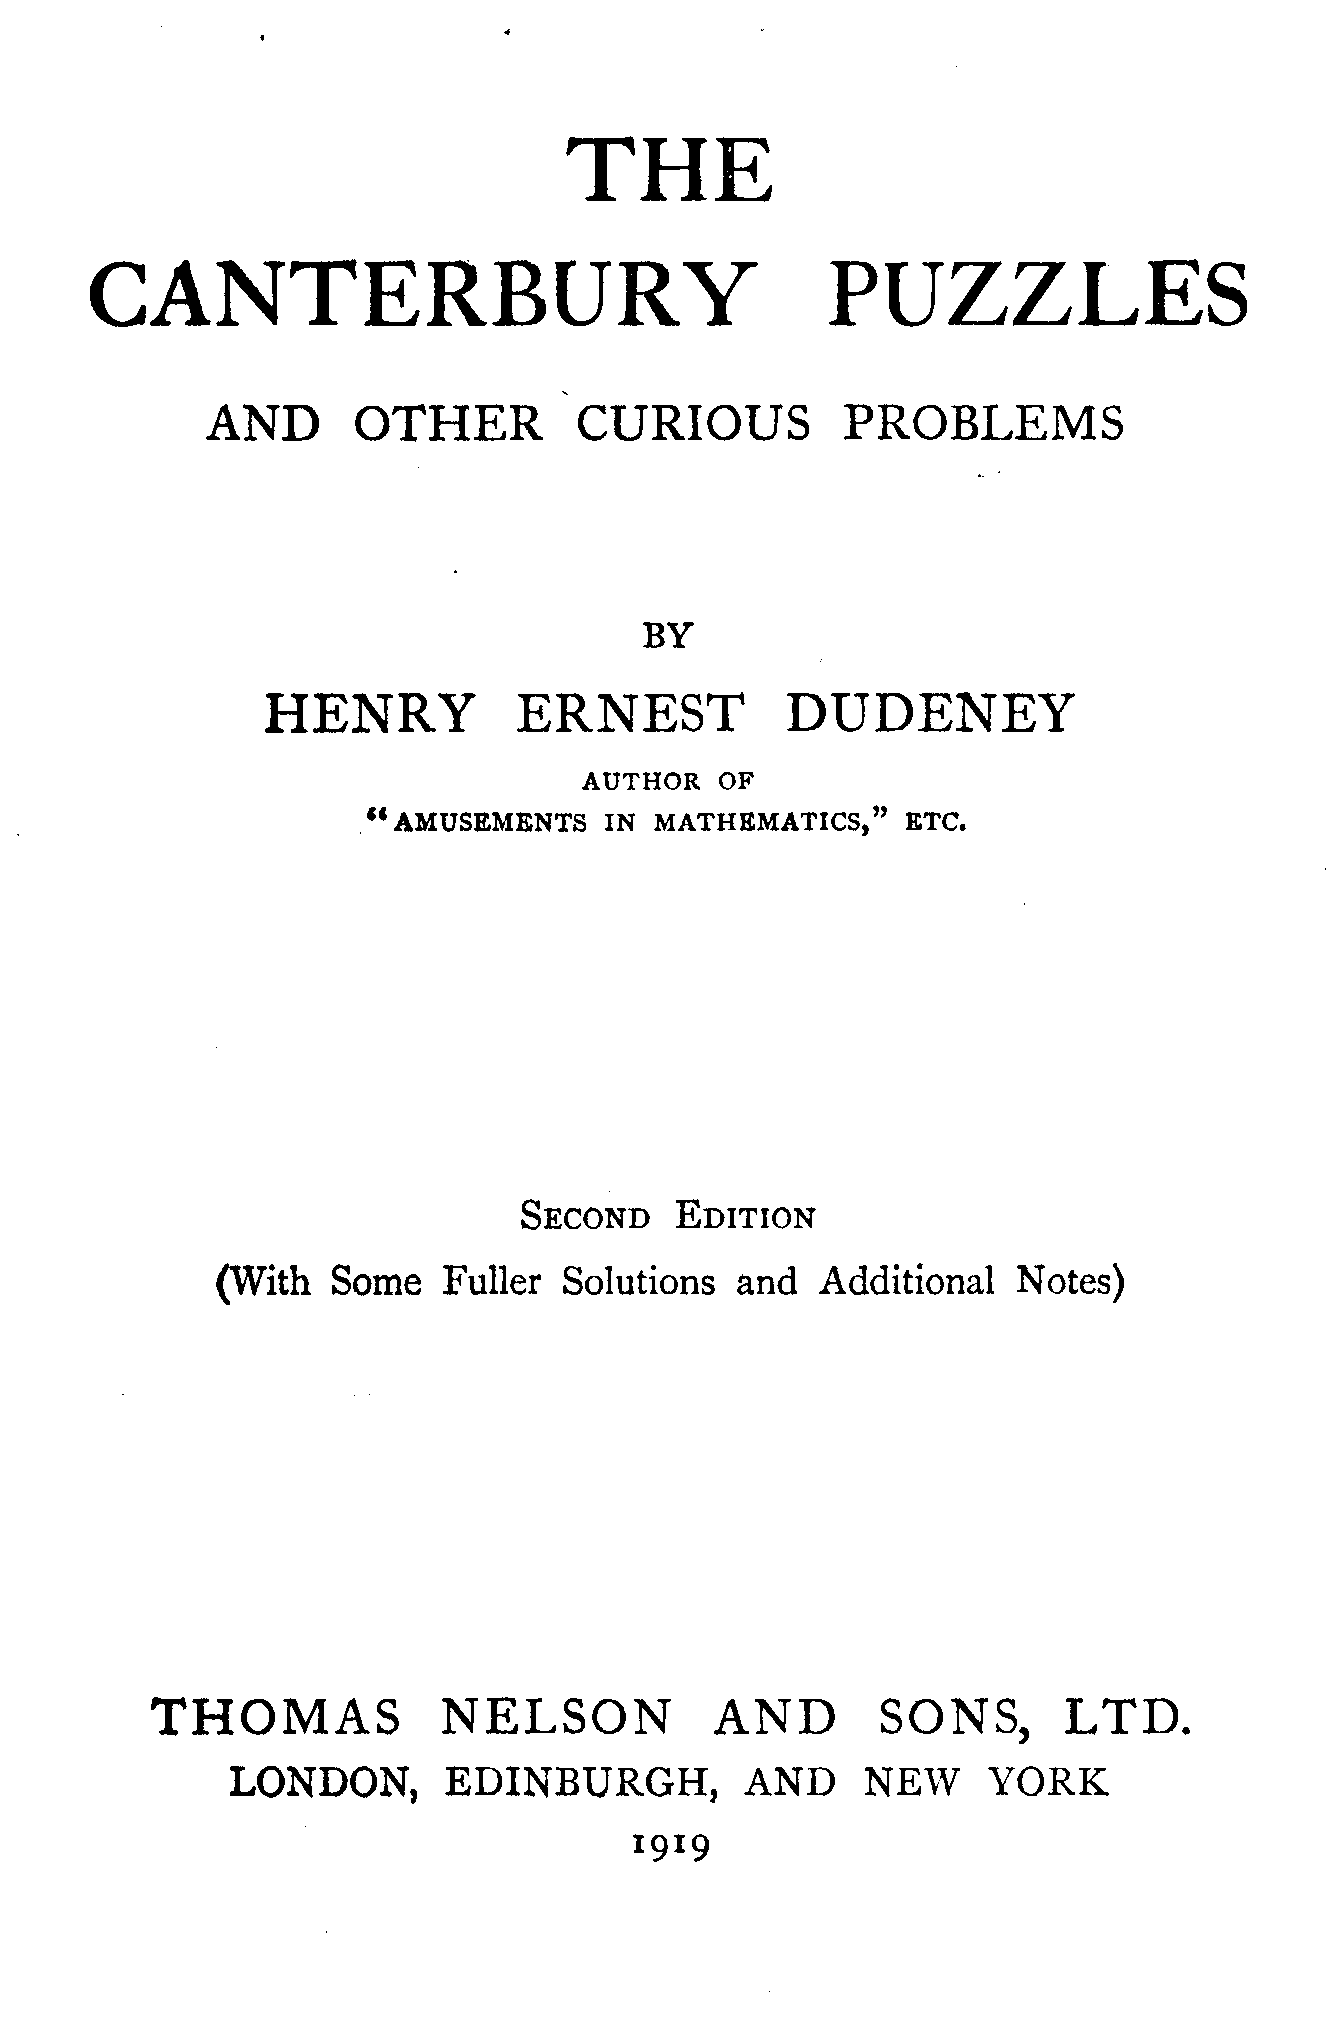 THE
CANTERBURY PUZZLES
AND OTHER CURIOUS PROBLEMS
BY
HENRY ERNEST DUDENEY
AUTHOR OF
“AMUSEMENTS IN MATHEMATICS,” ETC.
SECOND EDITION
(With Some Fuller Solutions and Additional Notes)
THOMAS NELSON AND SONS, LTD.
LONDON, EDINBURGH, AND NEW YORK
1919